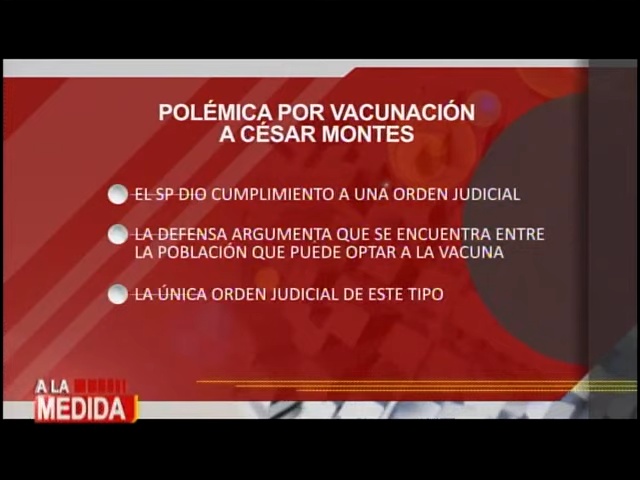 POLÉMICA POR VACUNACIÓN
A CÉSAR MONTES
EL SP DIO CUMPLIMIENTO A UNA ORDEN JUDICIAL
LA DEFENSA ARGUMENTA QUE SE ENCUENTRA ENTRE
LA POBLACIÓN QUE PUEDE OPTAR A LA VACUNA
LA ÚNICA ORDEN JUDICIAL DE ESTE TIPO
A LA
MEDIDA